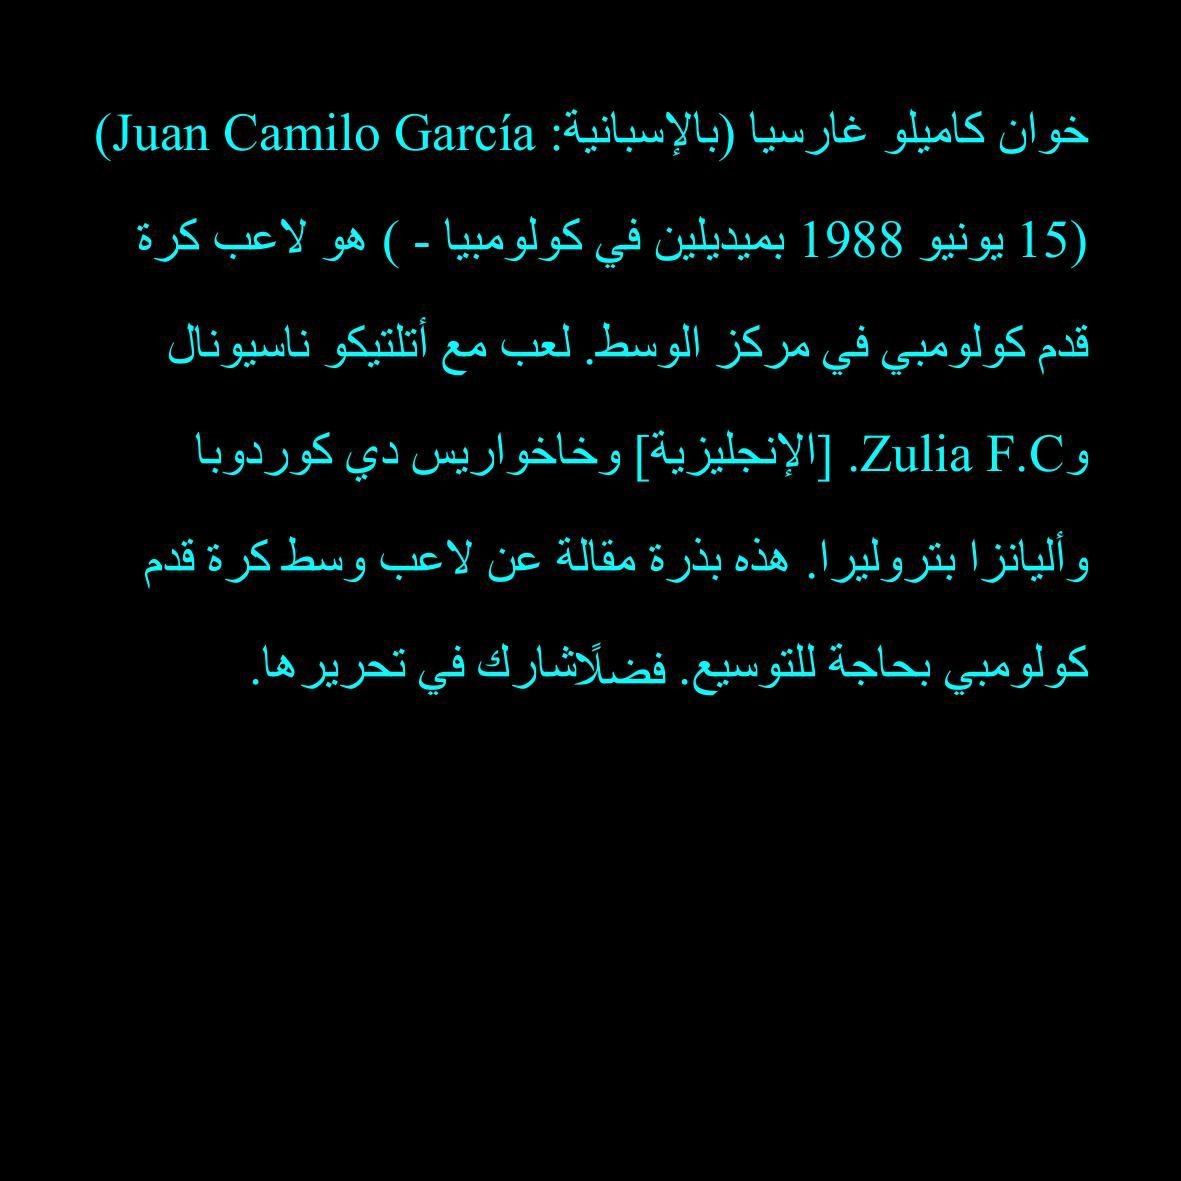 خوان كاميلو غارسيا (بالإسبانية: Juan Camilo García)
(15 يونيو 1988 بميديلين في كولومبيا - ) هو لاعب كرة
قدم كولومبي في مركز الوسط. لعب مع أتلتيكو ناسيونال
وZulia F.C. [الإنجليزية] وخاخواريس دي كوردوبا
وأليانزا بتروليرا. هذه بذرة مقالة عن لاعب وسط كرة قدم
كولومبي بحاجة للتوسيع. فضلًاشارك في تحريرها.